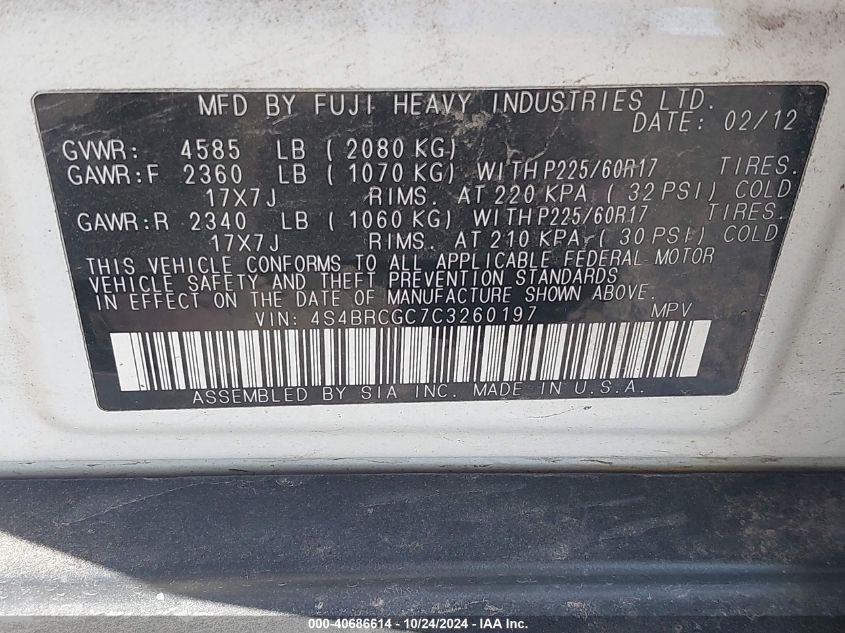 MFD BY FUJI HEAVY INDUSTRIES LTD.
DATE: 02/12
GVWR: 4585 LB ( 2080 KG)
GAWR:F 2360 LB ( 1070 KG) WITH P225/60R17 TIRES.
17X7J RIMS. AT 220 KPA ( 32 PSI) COLD
GAWR:R 2340 LB ( 1060 KG) WITH P225/60R17 TIRES.
17X7J RIMS. AT 210 KPA ( 30 PSI) COLD
THIS VEHICLE CONFORMS TO ALL APPLICABLE FEDERAL MOTOR
VEHICLE SAFETY AND THEFT PREVENTION STANDARDS
IN EFFECT ON THE DATE OF MANUFACTURE SHOWN ABOVE.
VIN: 4S4BRCGC7C3260197 MPV
ASSEMBLED BY SIA INC. MADE IN U.S.A.
000-40686614 - 10/24/2024 - IAA Inc.